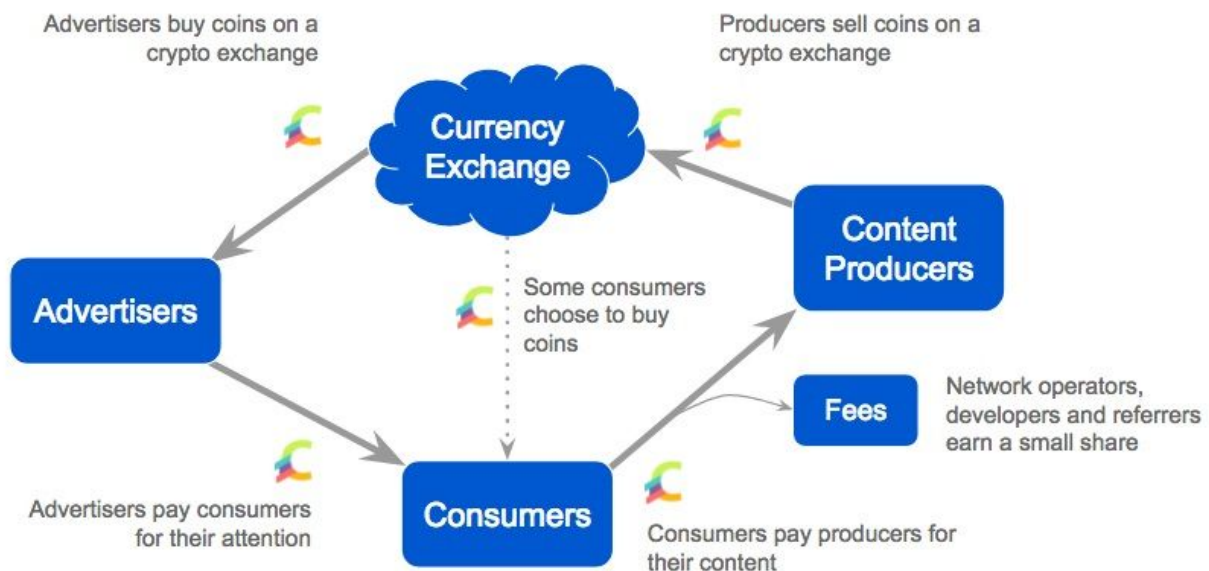 Advertisers buy coins on a
crypto exchange
Producers sell coins on a
crypto exchange
Currency
Exchange
Content
Producers
Advertisers
Some consumers
choose to buy
coins
Fees
Network operators,
developers and referrers
earn a small share
Advertisers pay consumers
for their attention
Consumers
Consumers pay producers for
their content